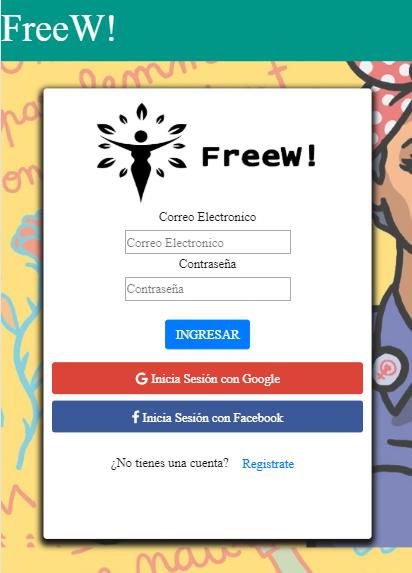 FreeW!
FreeW!
Correo Electronico
Correo Electronico
Contraseña
Contraseña
INGRESAR
G Inicia Sesión con Google
f Inicia Sesión con Facebook
¿No tienes una cuenta? Registrate